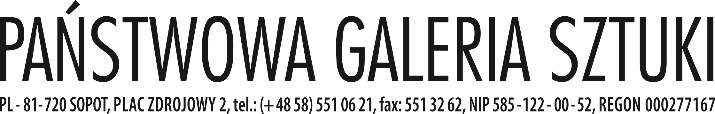 PAŃSTWOWA GALERIA SZTUKI
PL - 81-720 SOPOT, PLAC ZDROJOWY 2, tel.: (+ 48 58) 551 06 21, fax: 551 32 62, NIP 585 - 122 - 00 - 52, REGON 000277167